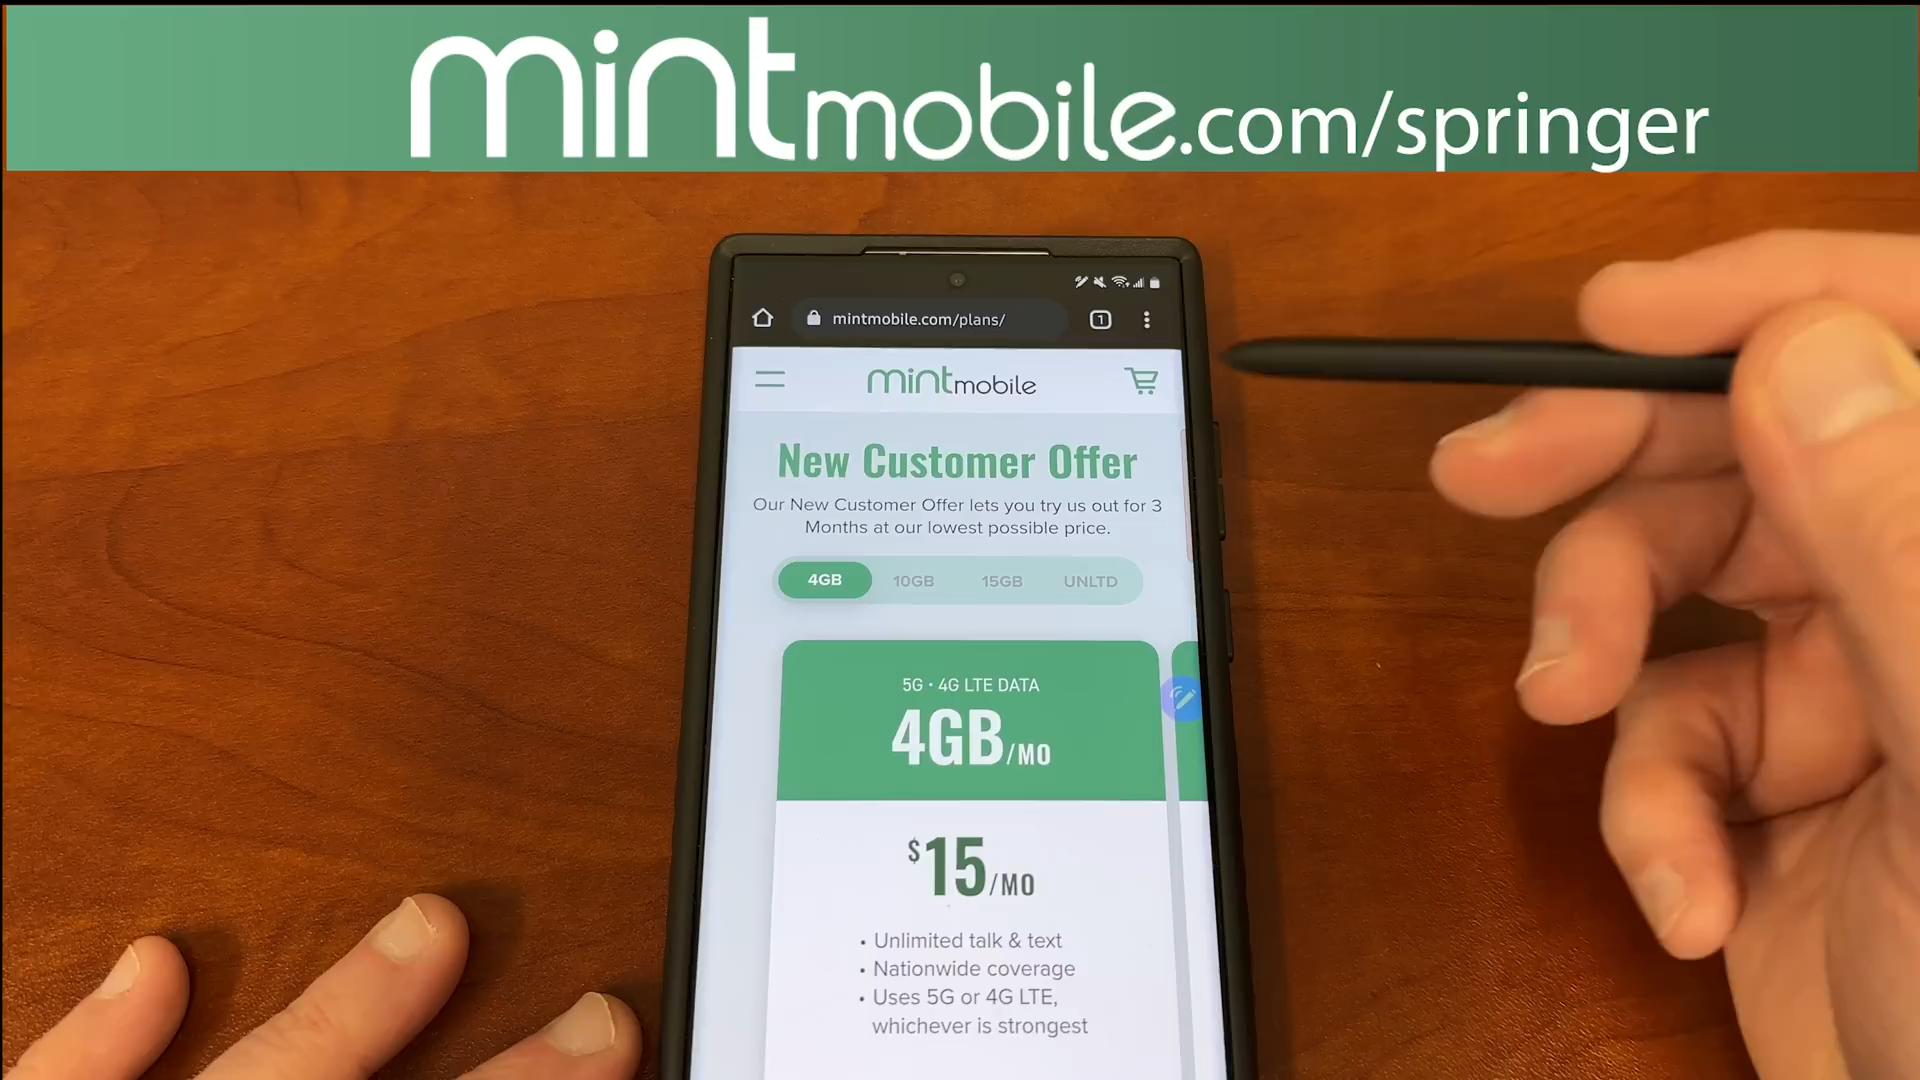 mintmobile.com/springer
mintmobile.com/plans/
1
mintmobile
New Customer Offer
Our New Customer Offer lets you try us out for 3
Months at our lowest possible price.
4GB 10GB 15GB UNLTD
5G • 4G LTE DATA
4GB/MO
$15/MO
• Unlimited talk & text
• Nationwide coverage
• Uses 5G or 4G LTE,
whichever is strongest